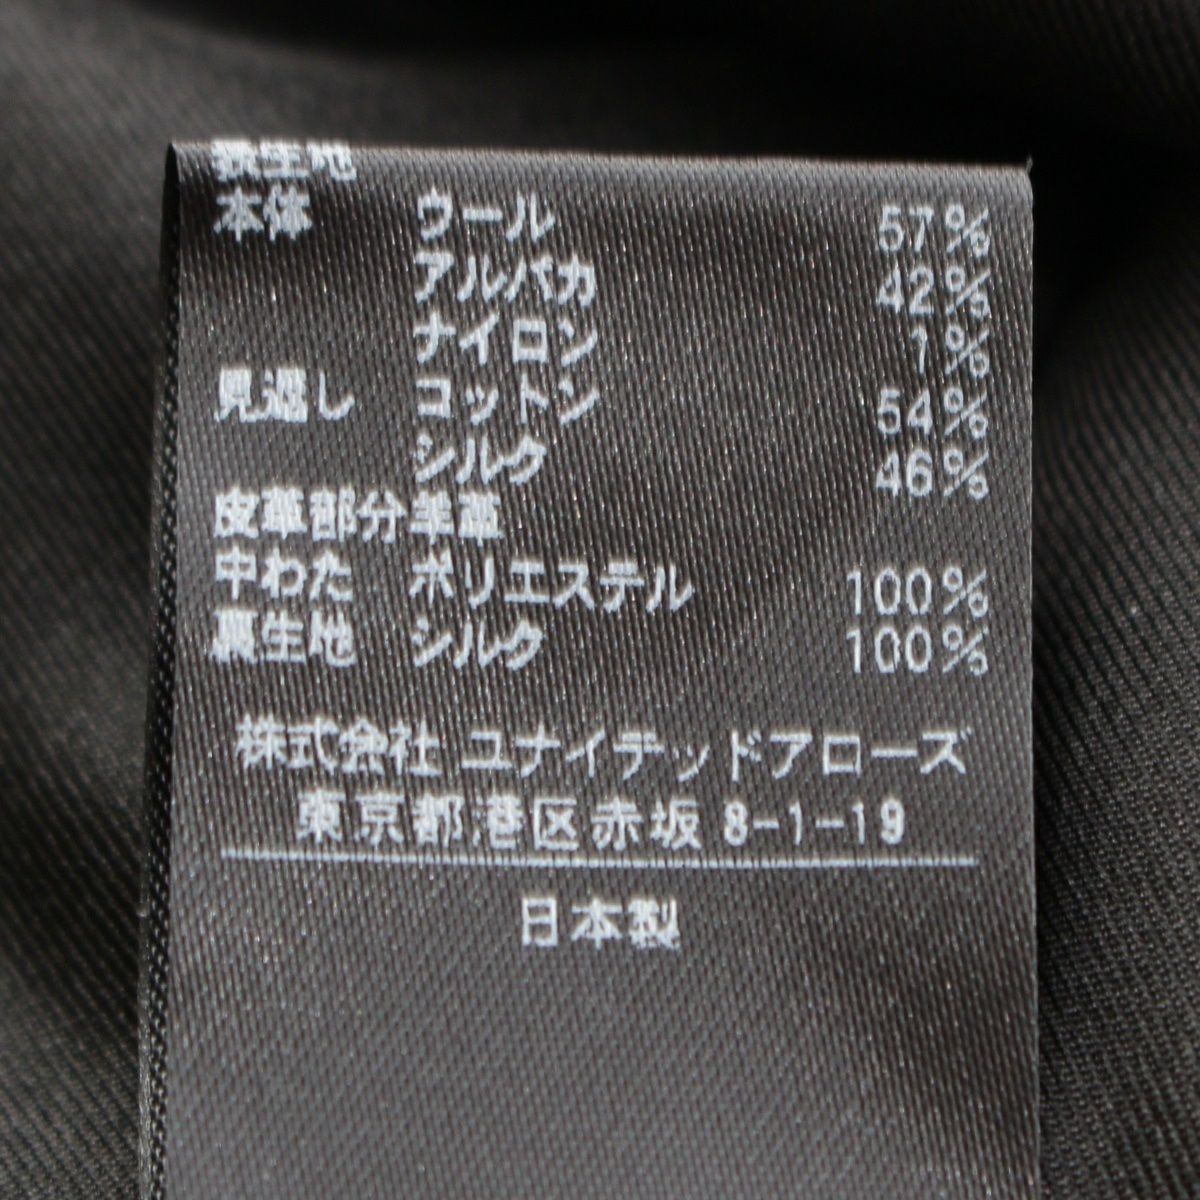 表生地
本体 ウール 57%
アルパカ 42%
ナイロン 1%
見返し コットン 54%
シルク 46%
皮革部分 羊革
中わた ポリエステル 100%
裏生地 シルク 100%
株式会社 ユナイテッドアローズ
東京都港区赤坂 8-1-19
日本製